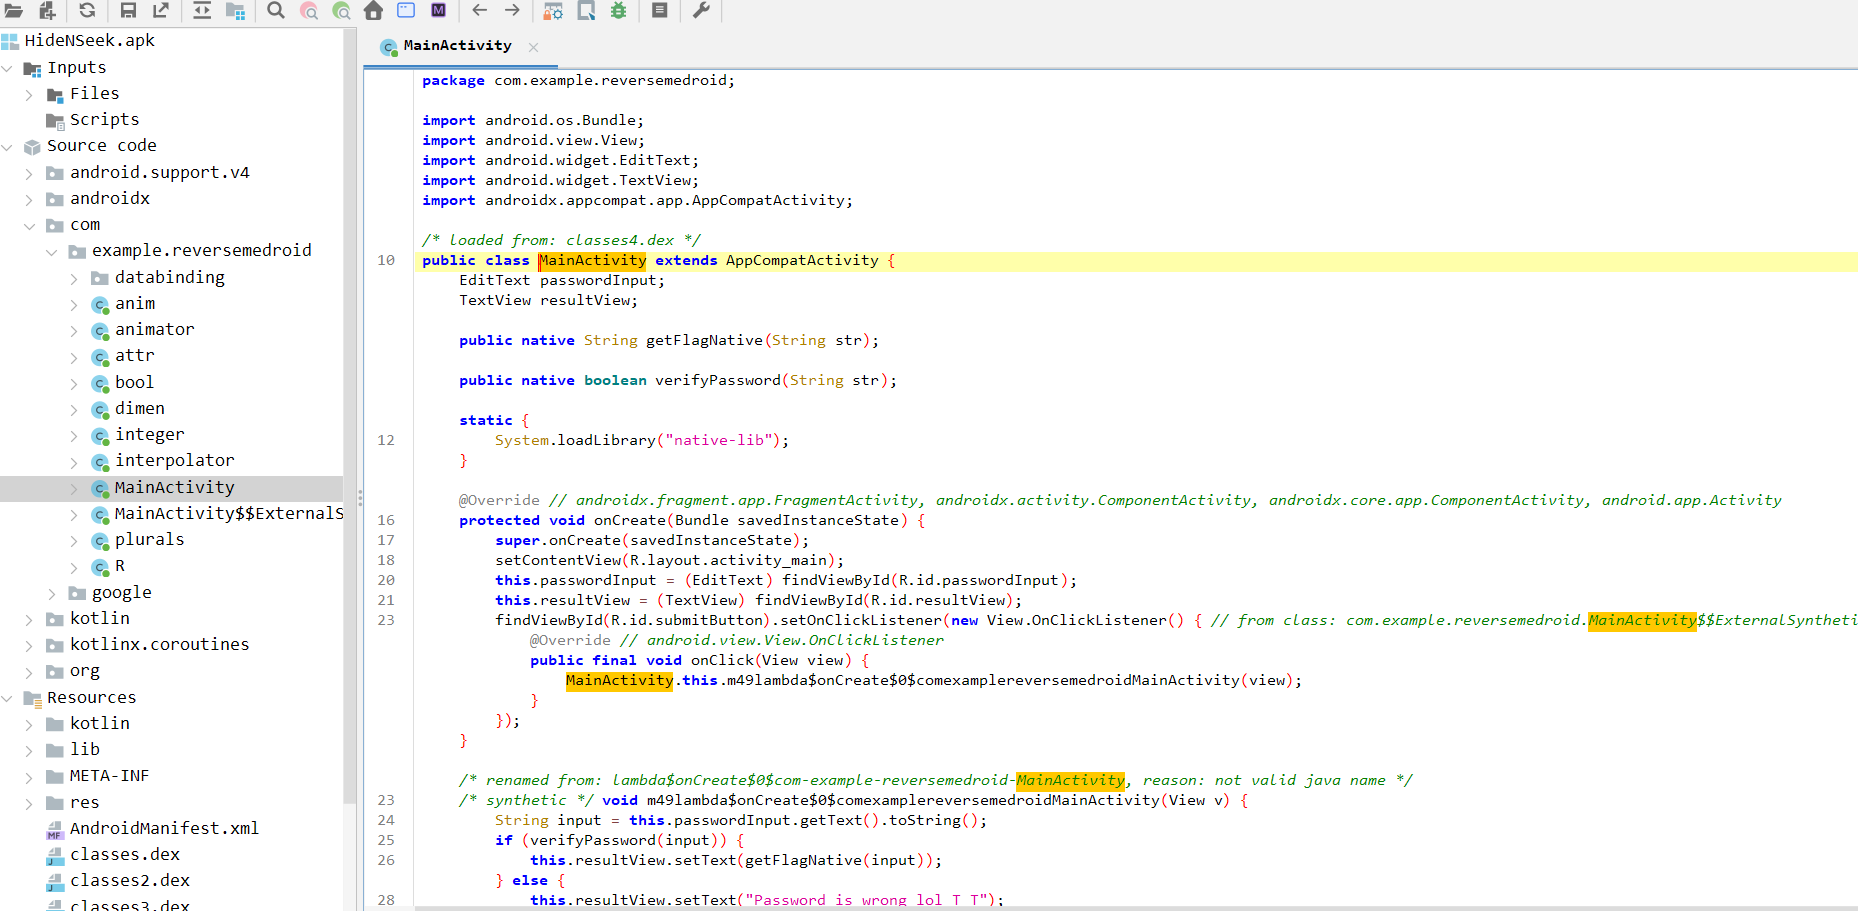 HideNSeek.apk
Inputs
Files
Scripts
Source code
android.support.v4
androidx
com
example.reversemedroid
databinding
anim
animator
attr
bool
dimen
integer
interpolator
MainActivity
MainActivity$$ExternalS
plurals
R
google
kotlin
kotlinx.coroutines
org
Resources
kotlin
lib
META-INF
res
MF AndroidManifest.xml
classes.dex
classes2.dex
classes3.dex
MainActivity
package com.example.reversemedroid;
import android.os.Bundle;
import android.view.View;
import android.widget.EditText;
import android.widget.TextView;
import androidx.appcompat.app.AppCompatActivity;
/* loaded from: classes4.dex */
10 public class MainActivity extends AppCompatActivity {
EditText passwordInput;
TextView resultView;
public native String getFlagNative(String str);
public native boolean verifyPassword(String str);
static {
12 System.loadLibrary("native-lib");
}
@Override // androidx.fragment.app.FragmentActivity, androidx.activity.ComponentActivity, androidx.core.app.ComponentActivity, android.app.Activity
16 protected void onCreate(Bundle savedInstanceState) {
17 super.onCreate(savedInstanceState);
18 setContentView(R.layout.activity_main);
20 this.passwordInput = (EditText) findViewById(R.id.passwordInput);
21 this.resultView = (TextView) findViewById(R.id.resultView);
23 findViewById(R.id.submitButton).setOnClickListener(new View.OnClickListener() { // from class: com.example.reversemedroid.MainActivity$$ExternalSyntheti
@Override // android.view.View.OnClickListener
public final void onClick(View view) {
MainActivity.this.m49lambda$onCreate$0$comexamplereversemedroidMainActivity(view);
}
});
}
/* renamed from: lambda$onCreate$0$com-example-reversemedroid-MainActivity, reason: not valid java name */
23 /* synthetic */ void m49lambda$onCreate$0$comexamplereversemedroidMainActivity(View v) {
24 String input = this.passwordInput.getText().toString();
25 if (verifyPassword(input)) {
26 this.resultView.setText(getFlagNative(input));
} else {
28 this.resultView.setText("Password is wrong lol T_T");